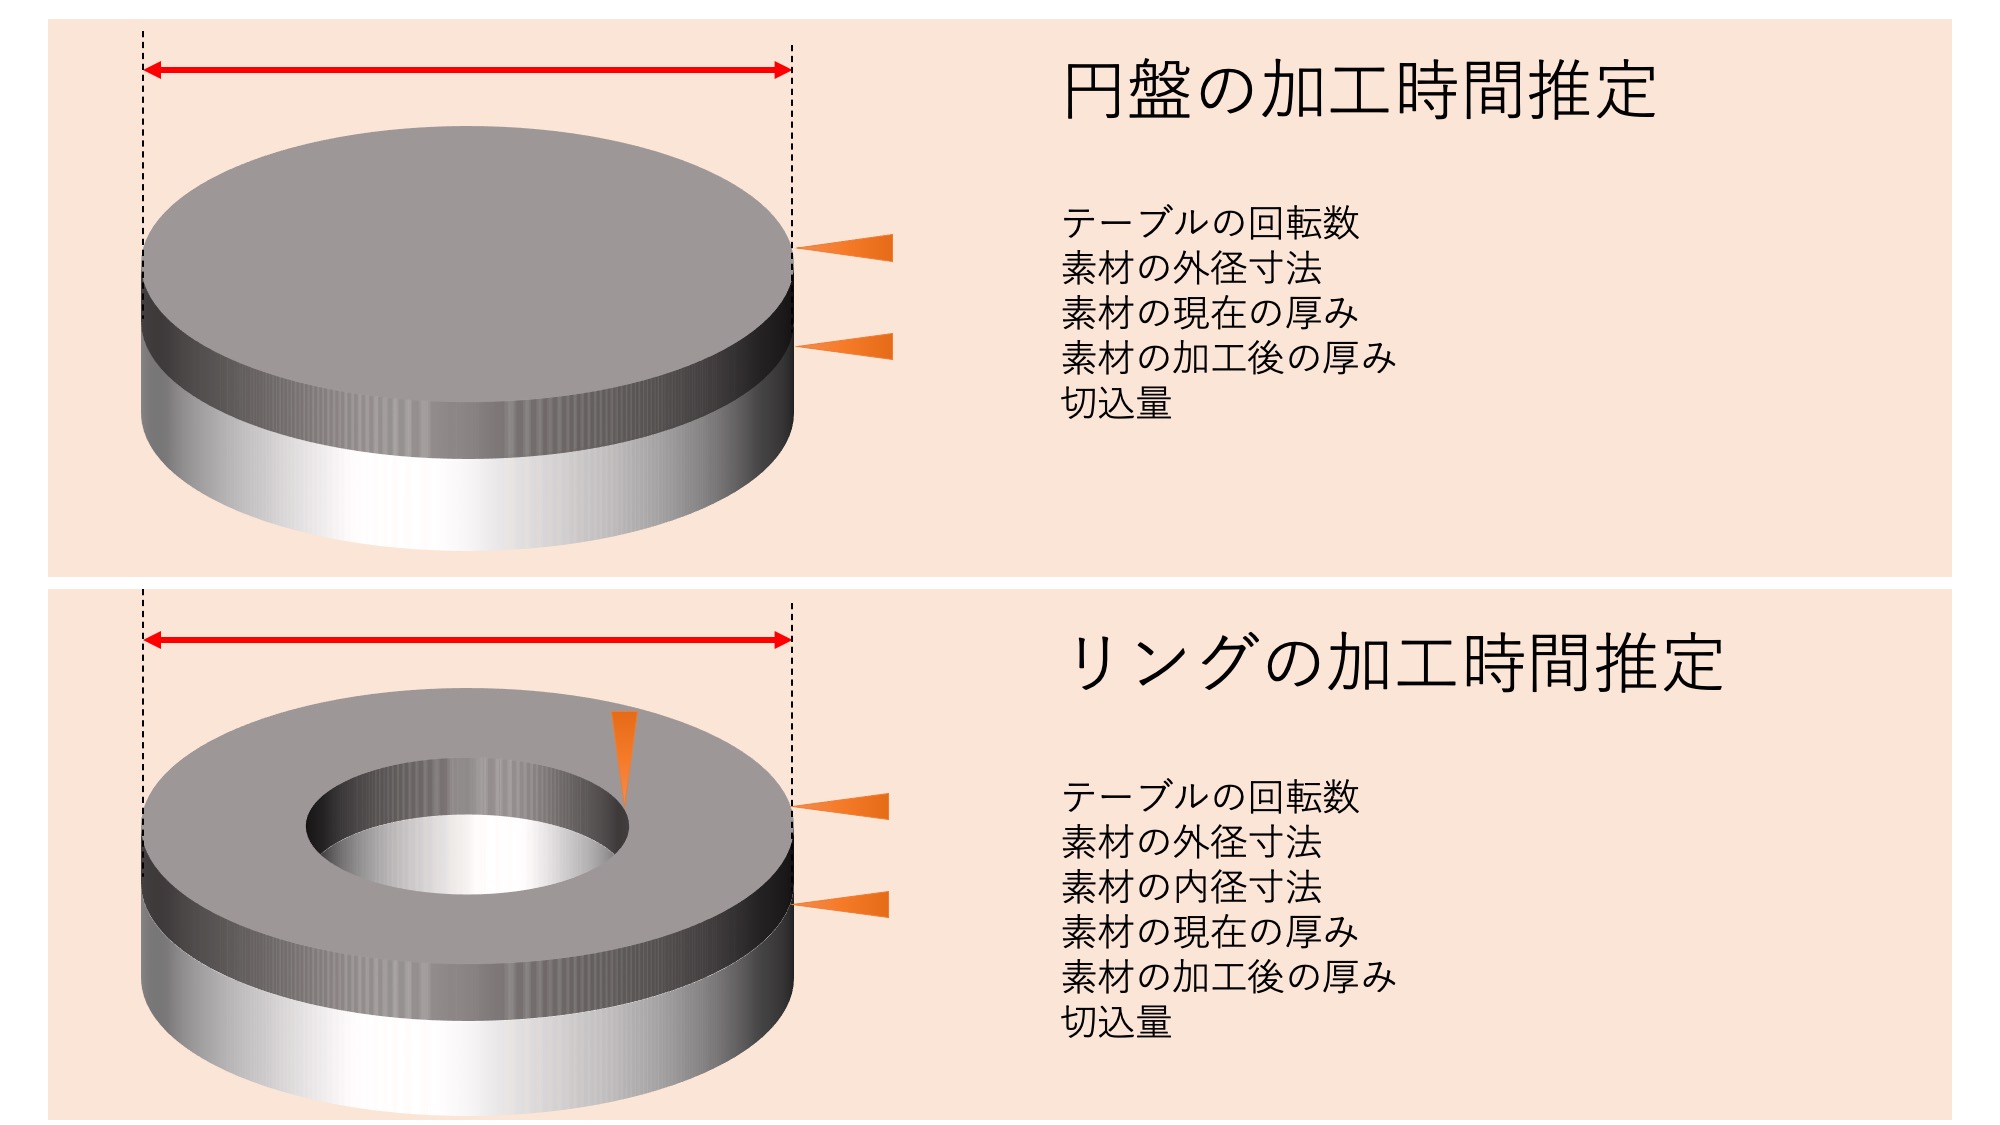 円盤の加工時間推定
テーブルの回転数
素材の外径寸法
素材の現在の厚み
素材の加工後の厚み
切込量
リングの加工時間推定
テーブルの回転数
素材の外径寸法
素材の内径寸法
素材の現在の厚み
素材の加工後の厚み
切込量